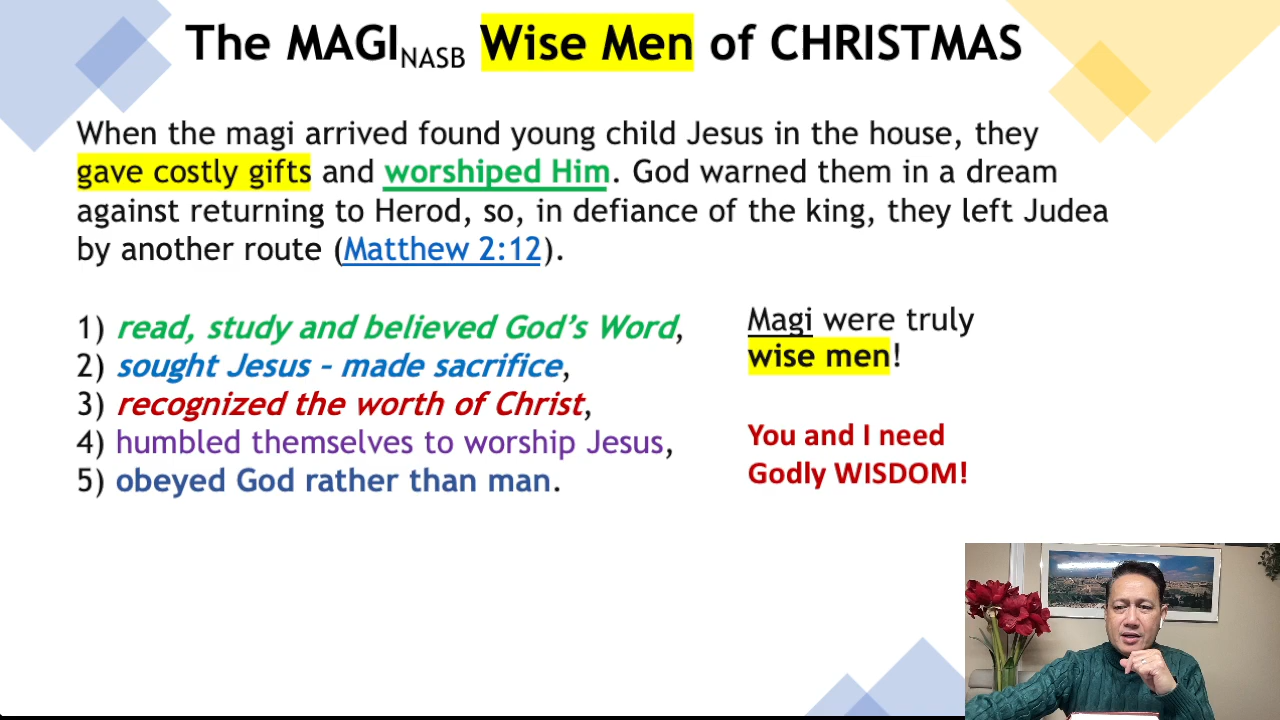 The MAGI NASB Wise Men of CHRISTMAS
When the magi arrived found young child Jesus in the house, they
gave costly gifts and worshiped Him. God warned them in a dream
against returning to Herod, so, in defiance of the king, they left Judea
by another route (Matthew 2:12).
1) read, study and believed God’s Word,
2) sought Jesus – made sacrifice,
3) recognized the worth of Christ,
4) humbled themselves to worship Jesus,
5) obeyed God rather than man.
Magi were truly
wise men!
You and I need
Godly WISDOM!